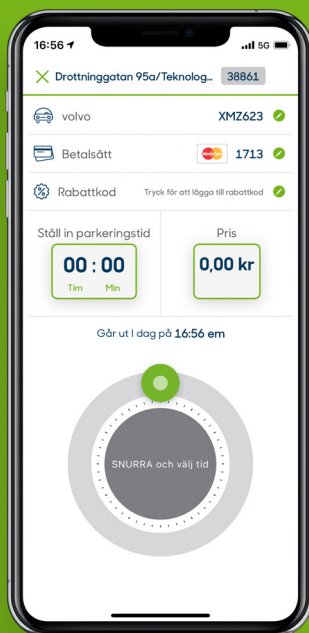 16:56 5G
Drottninggatan 95a/Teknolog... 38861
volvo XMZ623
Betalsått MasterCard 1713
Rabattkod Tryck för att lägga till rabattkod
Ställ in parkeringstid Pris
00 : 00 0,00 kr
Tim Min
Går ut I dag på 16:56 em
SNURRA och välj tid